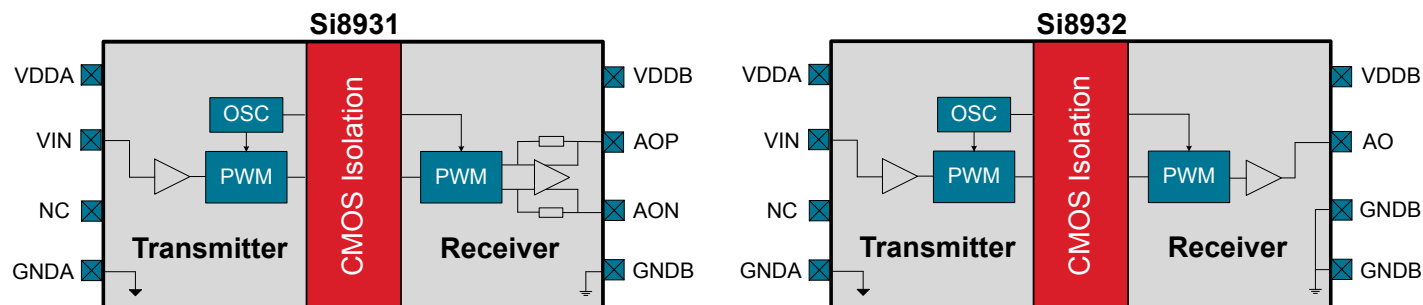 Si8931
VDDA
VIN
NC
GNDA
OSC
PWM
Transmitter
CMOS Isolation
PWM
Receiver
VDDB
AOP
AON
GNDB
Si8932
VDDA
VIN
NC
GNDA
OSC
PWM
Transmitter
CMOS Isolation
PWM
Receiver
VDDB
AO
GNDB
GNDB